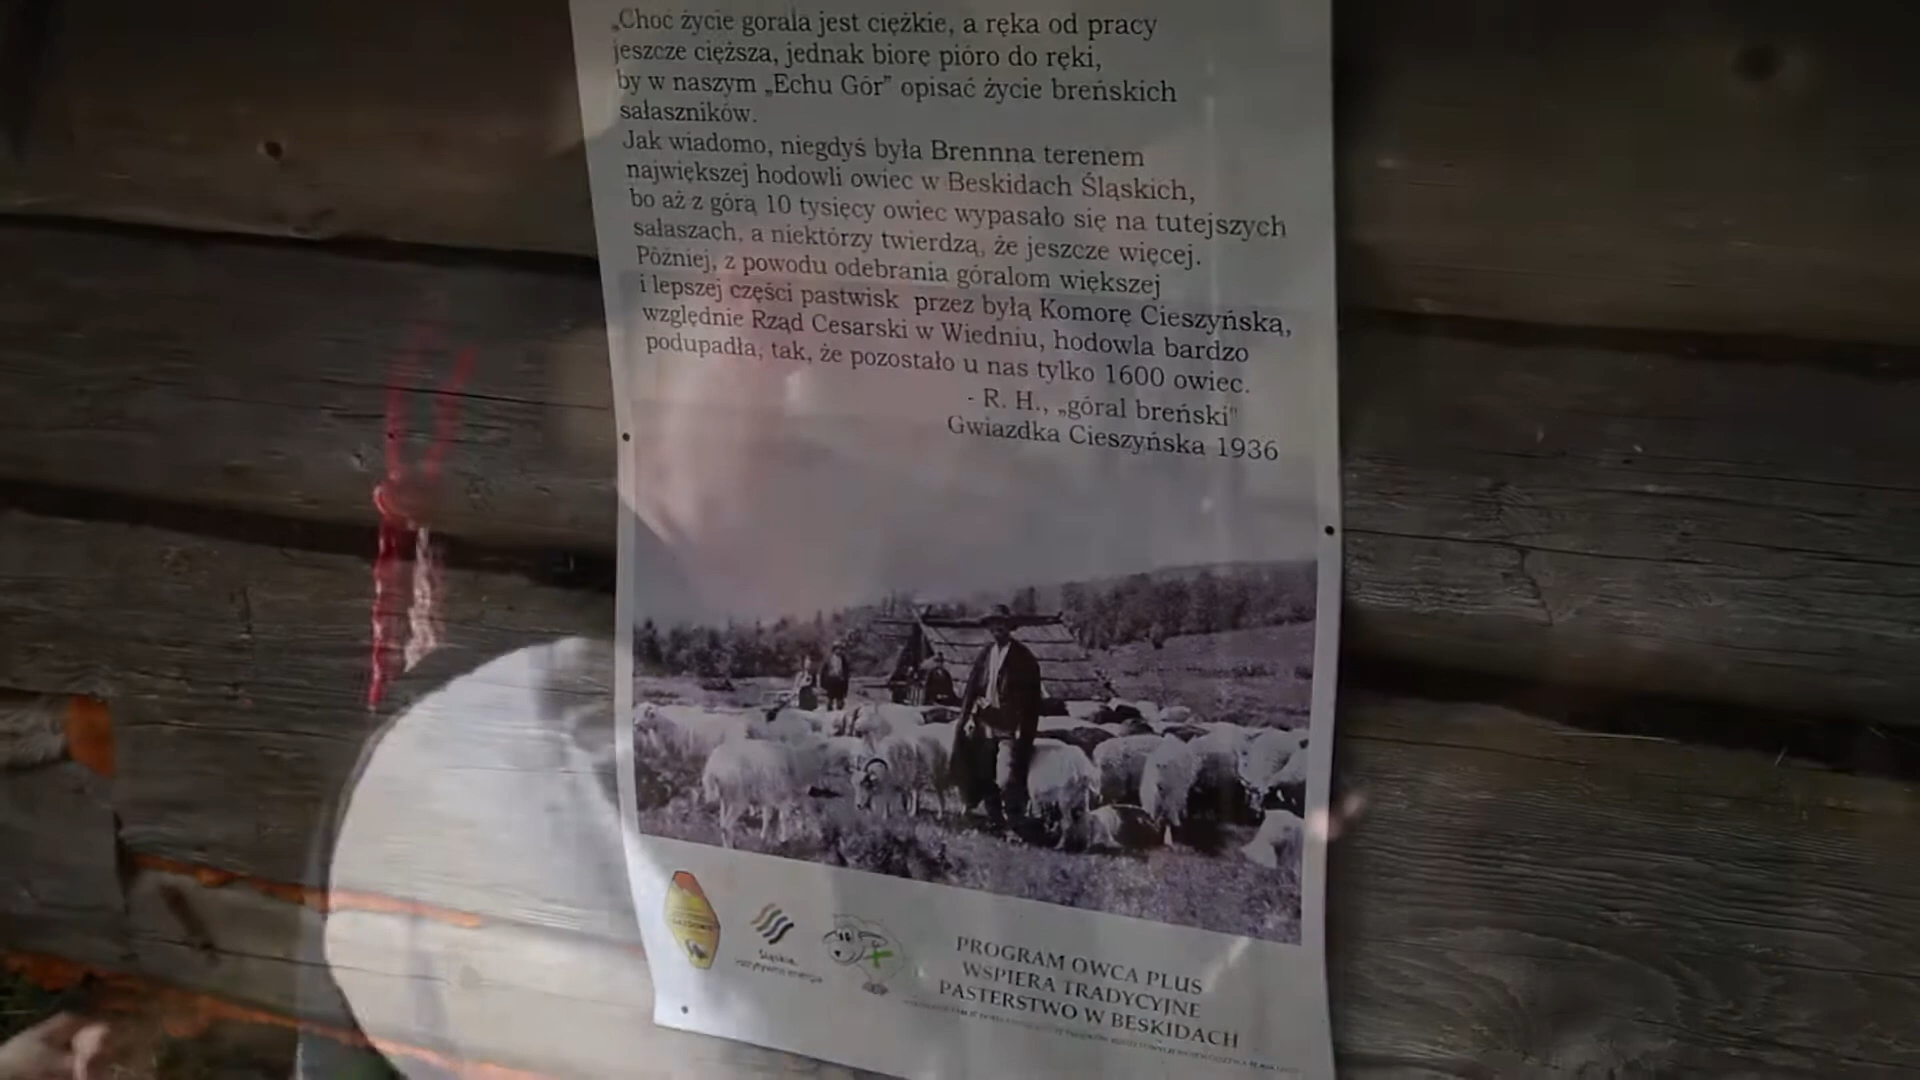 „Choć życie gorala jest ciężkie, a ręka od pracy
jeszcze cięższa, jednak biorę pióro do ręki,
by w naszym „Echu Gór” opisać życie breńskich
sałaszników.
Jak wiadomo, niegdyś była Brennna terenem
największej hodowli owiec w Beskidach Śląskich,
bo aż z górą 10 tysięcy owiec wypasało się na tutejszych
sałaszach, a niektórzy twierdzą, że jeszcze więcej.
Później, z powodu odebrania góralom większej
i lepszej części pastwisk przez byłą Komorę Cieszyńską,
względnie Rząd Cesarski w Wiedniu, hodowla bardzo
podupadła, tak, że pozostało u nas tylko 1600 owiec.
- R. H., „góral breński"
Gwiazdka Cieszyńska 1936
Śląskie.
PROGRAM OWCA PLUS
WSPIERA TRADYCYJNE
PASTERSTWO W BESKIDACH